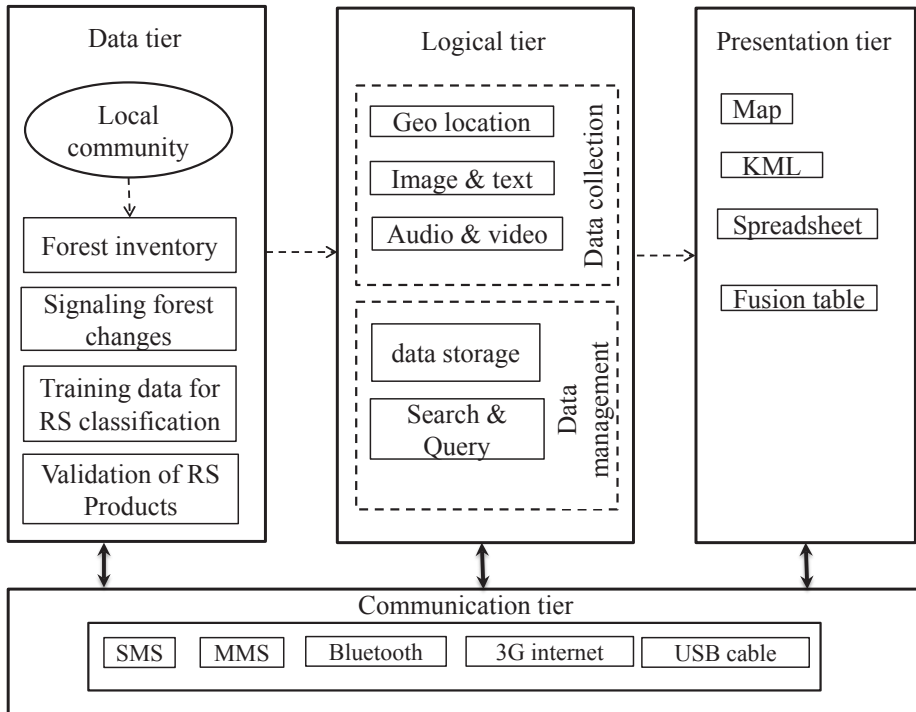 Data tier
Local
community
Forest inventory
Signaling forest
changes
Training data for
RS classification
Validation of RS
Products
Logical tier
Geo location
Image & text
Audio & video
Data collection
data storage
Search &
Query
Data
management
Presentation tier
Map
KML
Spreadsheet
Fusion table
Communication tier
SMS
MMS
Bluetooth
3G internet
USB cable